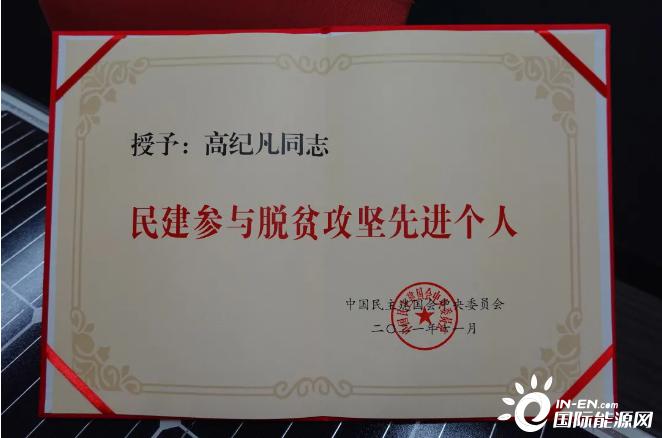 授予：高纪凡同志
民建参与脱贫攻坚先进个人
中国民主建国会中央委员会
二〇二一年十一月
IN-EN.com
国际能源网